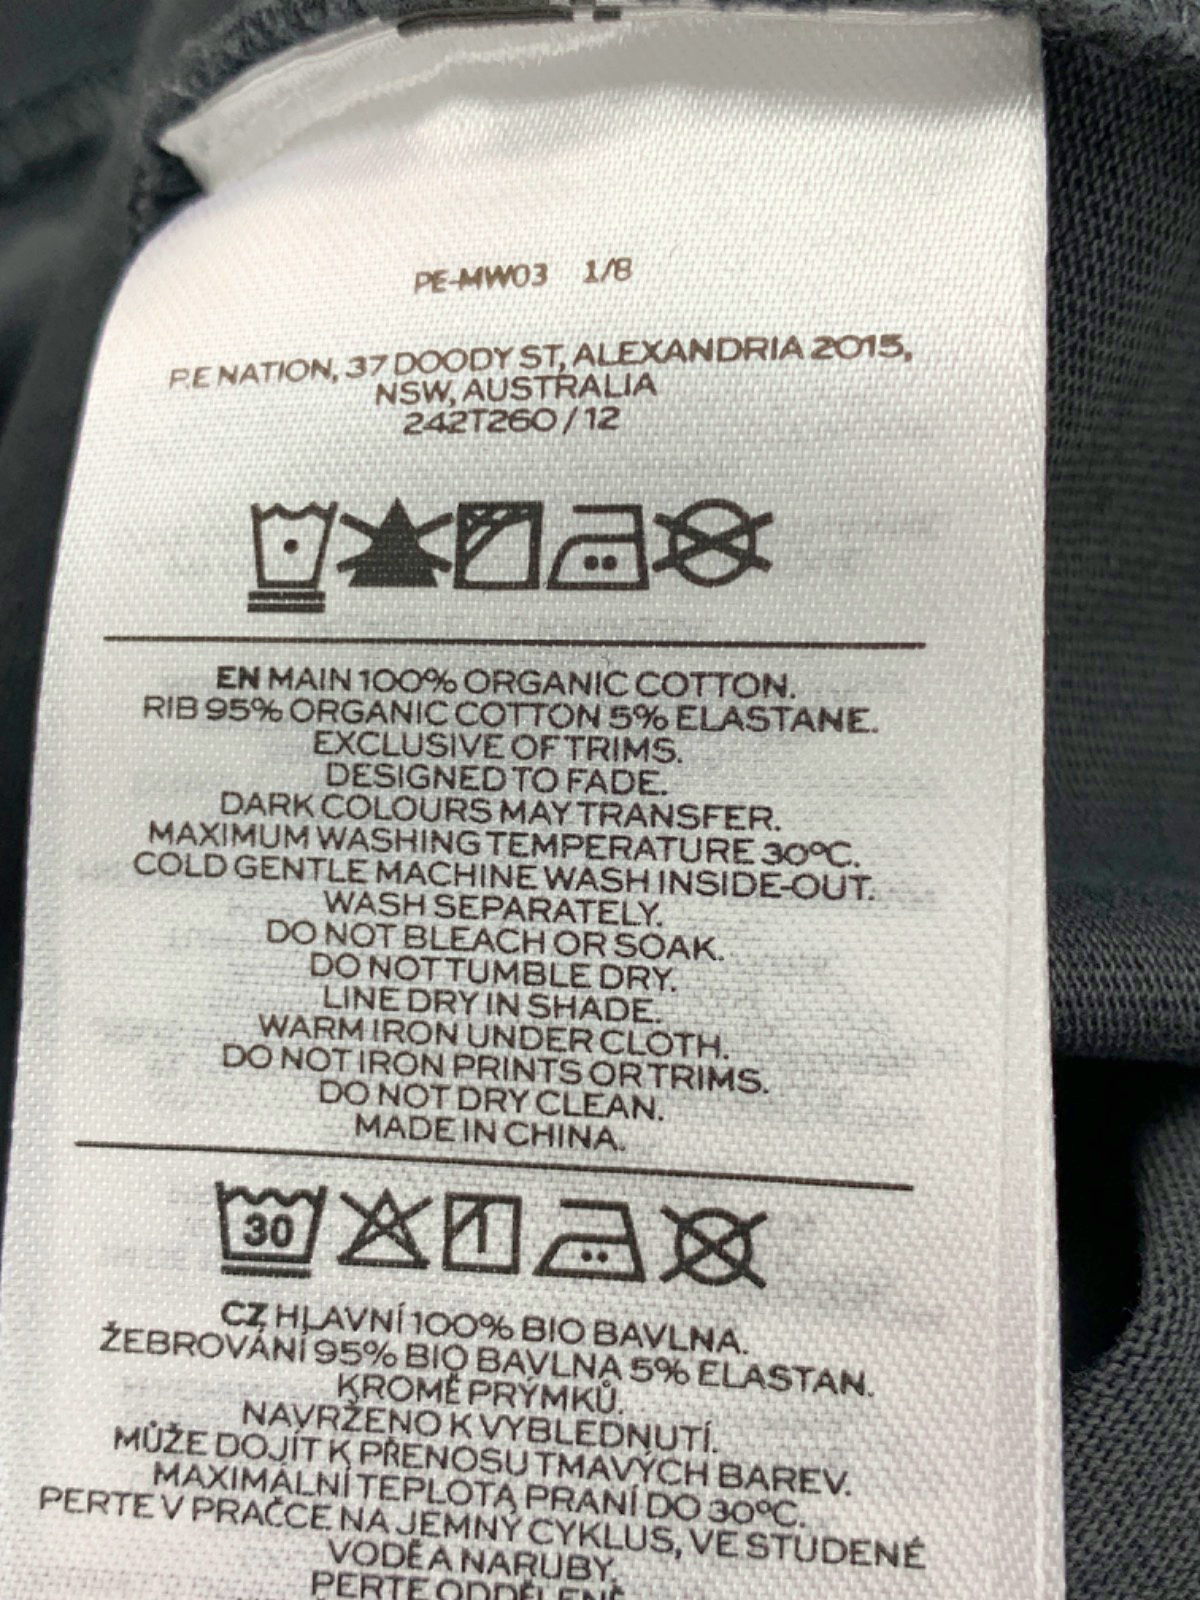 PE-MW03 1/8
P.E NATION, 37 DOODY ST, ALEXANDRIA 2015,
NSW, AUSTRALIA
242T260 / 12
EN MAIN 100% ORGANIC COTTON.
RIB 95% ORGANIC COTTON 5% ELASTANE.
EXCLUSIVE OF TRIMS.
DESIGNED TO FADE.
DARK COLOURS MAY TRANSFER.
MAXIMUM WASHING TEMPERATURE 30ºC.
COLD GENTLE MACHINE WASH INSIDE-OUT.
WASH SEPARATELY.
DO NOT BLEACH OR SOAK.
DO NOT TUMBLE DRY.
LINE DRY IN SHADE.
WARM IRON UNDER CLOTH.
DO NOT IRON PRINTS OR TRIMS.
DO NOT DRY CLEAN.
MADE IN CHINA.
30
CZ HLAVNÍ 100% BIO BAVLNA.
ŽEBROVÁNÍ 95% BIO BAVLNA 5% ELASTAN.
KROMĚ PRÝMKŮ.
NAVRŽENO K VYBLEDNUTÍ.
MŮŽE DOJÍT K PŘENOSU TMAVÝCH BAREV.
MAXIMÁLNÍ TEPLOTA PRANÍ DO 30ºC.
PERTE V PRAČCE NA JEMNÝ CYKLUS, VE STUDENÉ
VODĚ A NARUBY.
PERTE ODDĚLENĚ